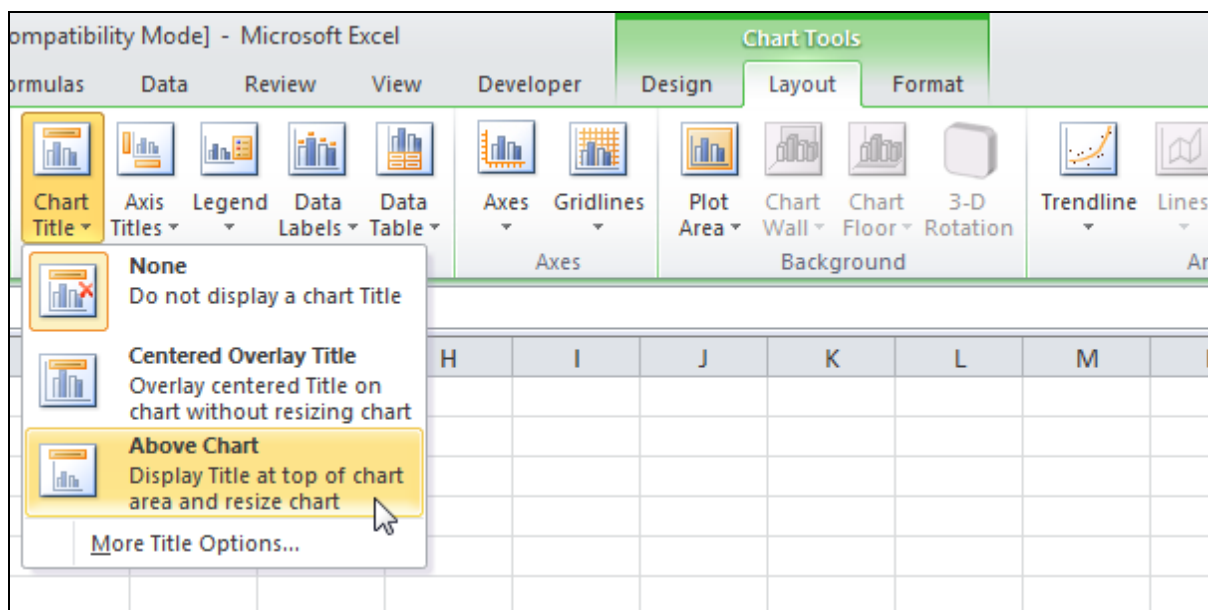 ompatibility Mode] - Microsoft Excel
Chart Tools
ormulas Data Review View Developer Design Layout Format
Chart Title
Axis Titles
Legend
Data Labels
Data Table
Axes
Gridlines
Plot Area
Chart Wall
Chart Floor
3-D Rotation
Trendline
Lines
Axes
Background
An
None
Do not display a chart Title
Centered Overlay Title
Overlay centered Title on
chart without resizing chart
Above Chart
Display Title at top of chart
area and resize chart
More Title Options...
H I J K L M